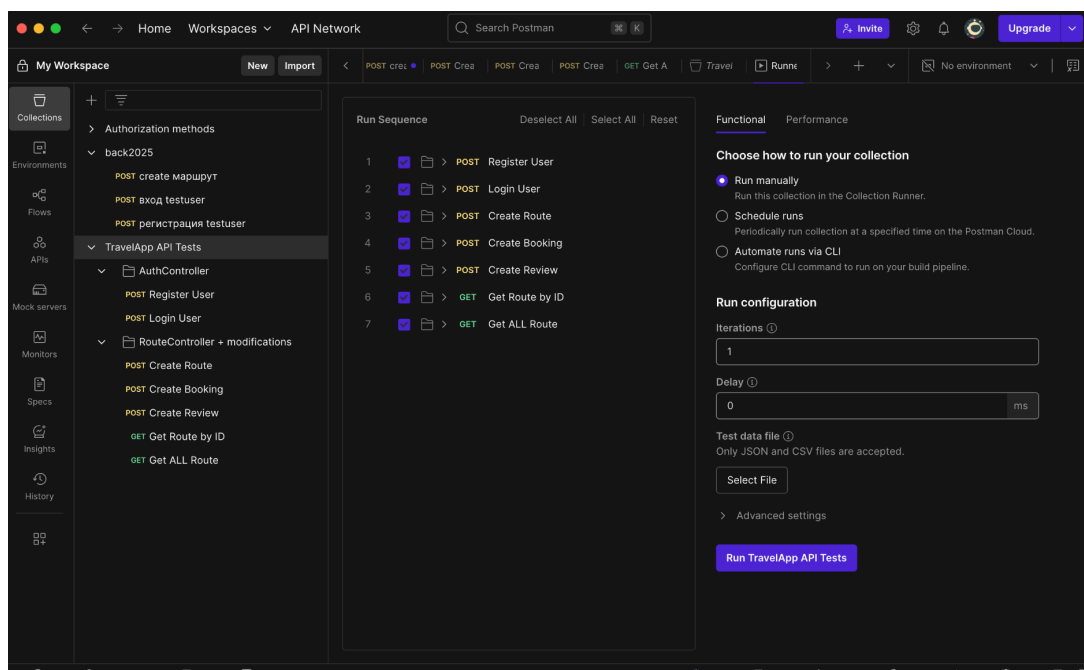 Home Workspaces API Network Search Postman ⌘ K Invite Upgrade
My Workspace New Import POST crea POST Crea POST Crea POST Crea GET Get A Travel Runne No environment
Collections
Environments
Flows
APIs
Mock servers
Monitors
Specs
Insights
History
Authorization methods
back2025
POST create маршрут
POST вход testuser
POST регистрация testuser
TravelApp API Tests
AuthController
POST Register User
POST Login User
RouteController + modifications
POST Create Route
POST Create Booking
POST Create Review
GET Get Route by ID
GET Get ALL Route
Run Sequence Deselect All Select All Reset
1 POST Register User
2 POST Login User
3 POST Create Route
4 POST Create Booking
5 POST Create Review
6 GET Get Route by ID
7 GET Get ALL Route
Functional Performance
Choose how to run your collection
Run manually
Run this collection in the Collection Runner.
Schedule runs
Periodically run collection at a specified time on the Postman Cloud.
Automate runs via CLI
Configure CLI command to run on your build pipeline.
Run configuration
Iterations
1
Delay
0 ms
Test data file
Only JSON and CSV files are accepted.
Select File
Advanced settings
Run TravelApp API Tests